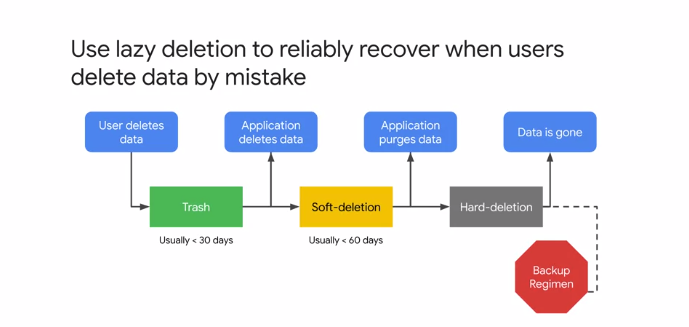 Use lazy deletion to reliably recover when users
delete data by mistake
User deletes
data
Application
deletes data
Application
purges data
Data is gone
Trash
Soft-deletion
Hard-deletion
Usually < 30 days
Usually < 60 days
Backup
Regimen